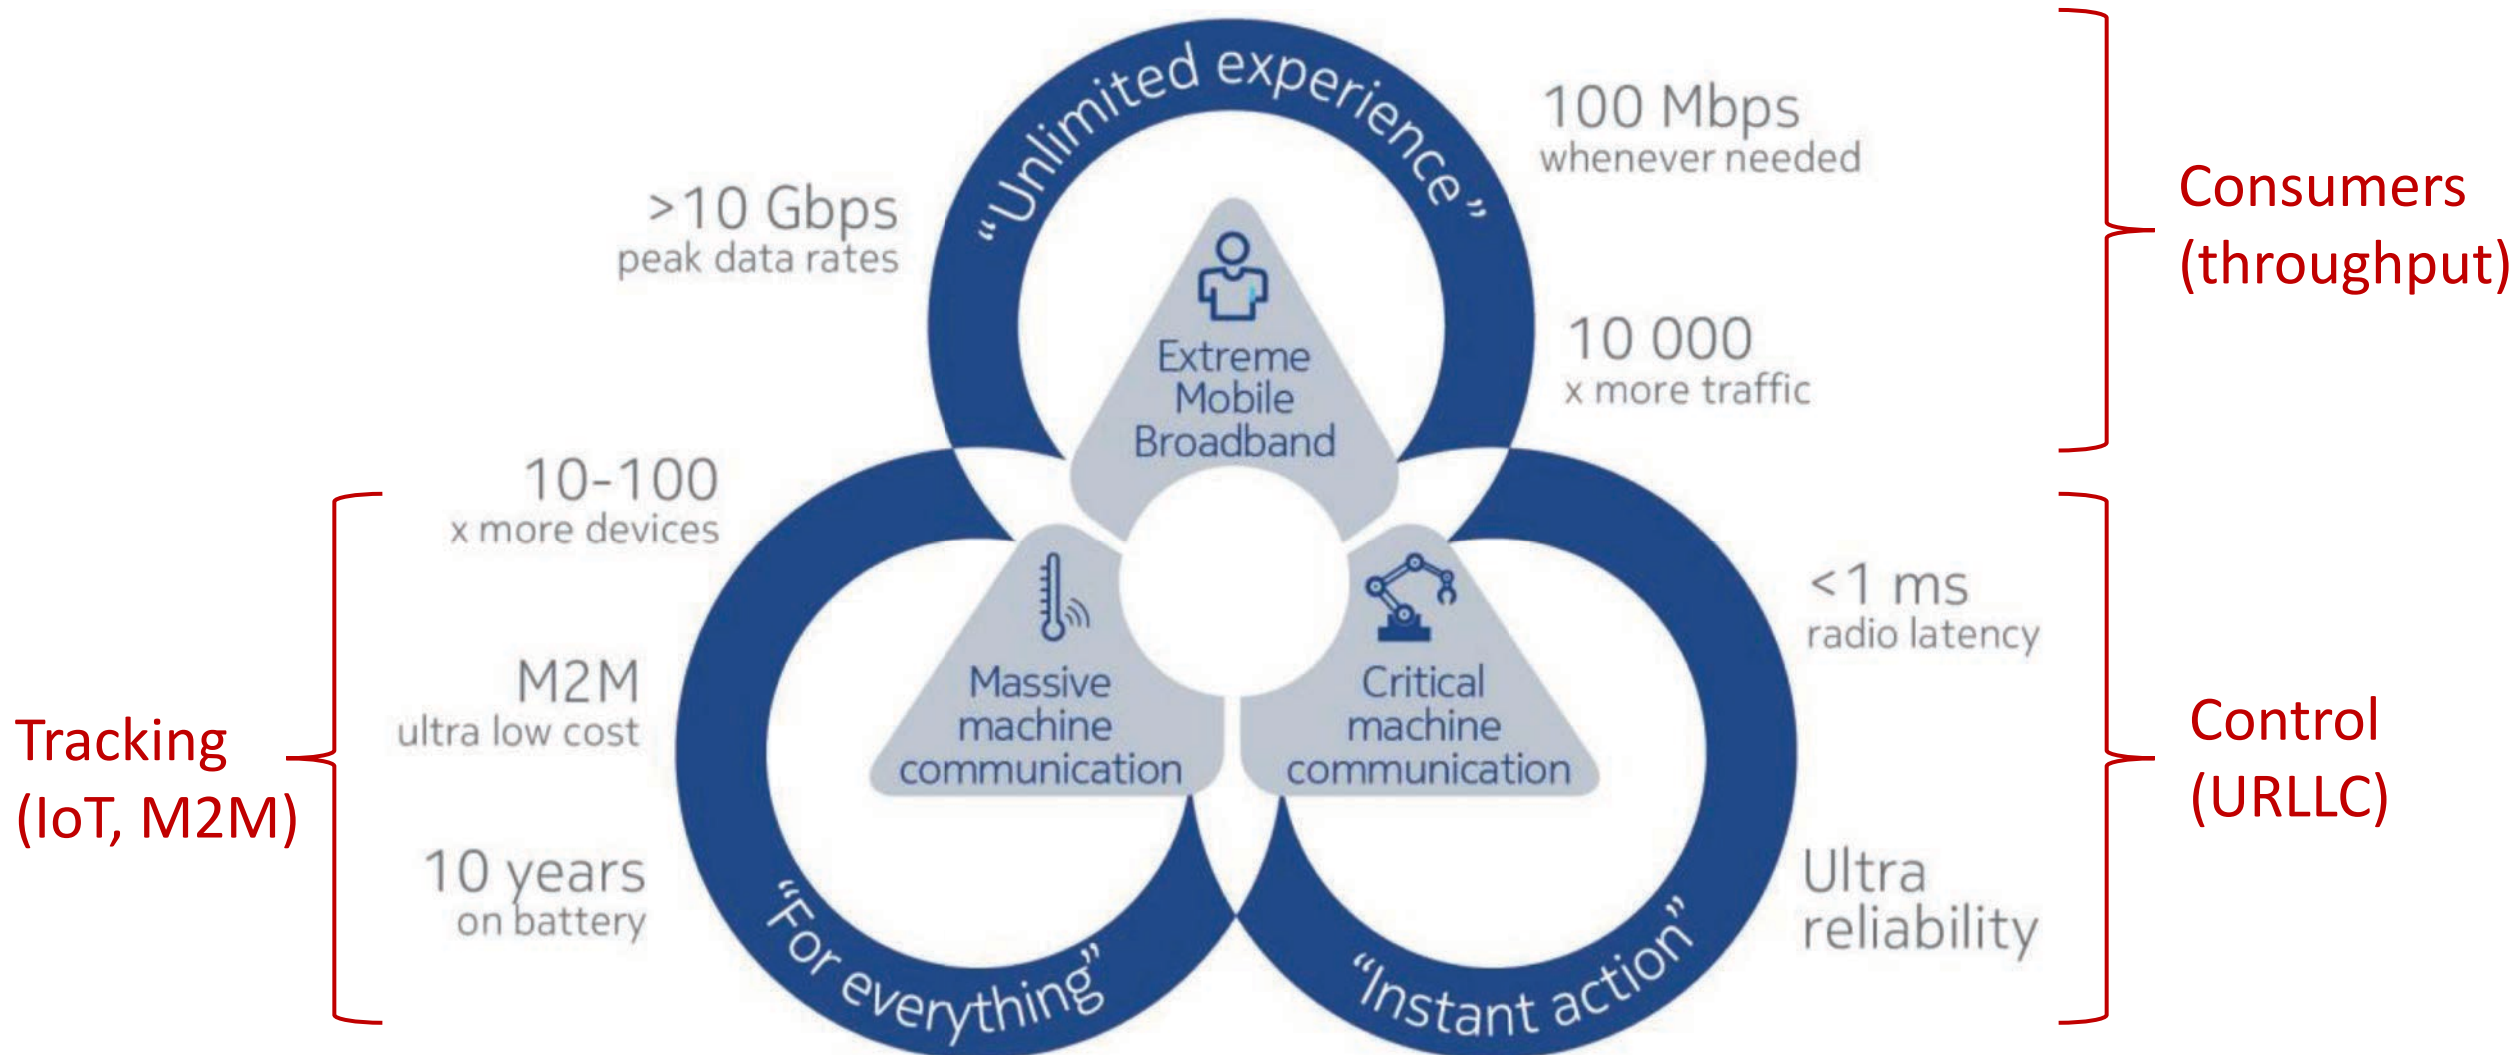 “Unlimited experience”
>10 Gbps
peak data rates
100 Mbps
whenever needed
10 000
x more traffic
Consumers
(throughput)
Extreme
Mobile
Broadband
10-100
x more devices
M2M
ultra low cost
10 years
on battery
Tracking
(IoT, M2M)
Massive
machine
communication
“For everything”
Critical
machine
communication
“Instant action”
<1 ms
radio latency
Ultra
reliability
Control
(URLLC)